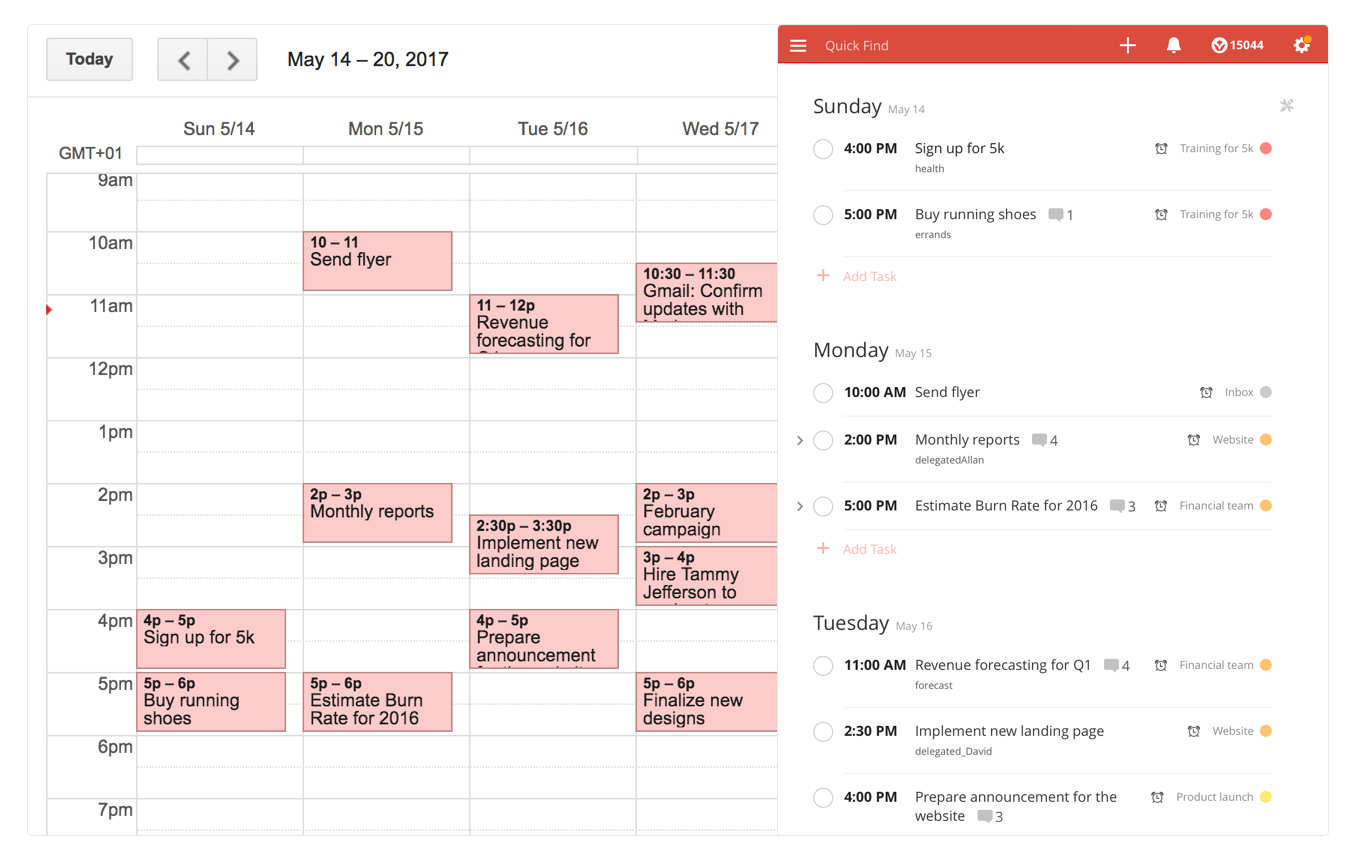 Today
May 14 – 20, 2017
Sun 5/14
Mon 5/15
Tue 5/16
Wed 5/17
GMT+01
9am
10am
11am
12pm
1pm
2pm
3pm
4pm
5pm
6pm
7pm
4p – 5p
Sign up for 5k
5p – 6p
Buy running
shoes
10 – 11
Send flyer
2p – 3p
Monthly reports
5p – 6p
Estimate Burn
Rate for 2016
11 – 12p
Revenue
forecasting for
2:30p – 3:30p
Implement new
landing page
4p – 5p
Prepare
announcement
10:30 – 11:30
Gmail: Confirm
updates with
2p – 3p
February
campaign
3p – 4p
Hire Tammy
Jefferson to
5p – 6p
Finalize new
designs
Quick Find
15044
Sunday May 14
4:00 PM Sign up for 5k Training for 5k
health
5:00 PM Buy running shoes 1 Training for 5k
errands
+ Add Task
Monday May 15
10:00 AM Send flyer Inbox
2:00 PM Monthly reports 4 Website
delegatedAllan
5:00 PM Estimate Burn Rate for 2016 3 Financial team
+ Add Task
Tuesday May 16
11:00 AM Revenue forecasting for Q1 4 Financial team
forecast
2:30 PM Implement new landing page Website
delegated_David
4:00 PM Prepare announcement for the Product launch
website 3